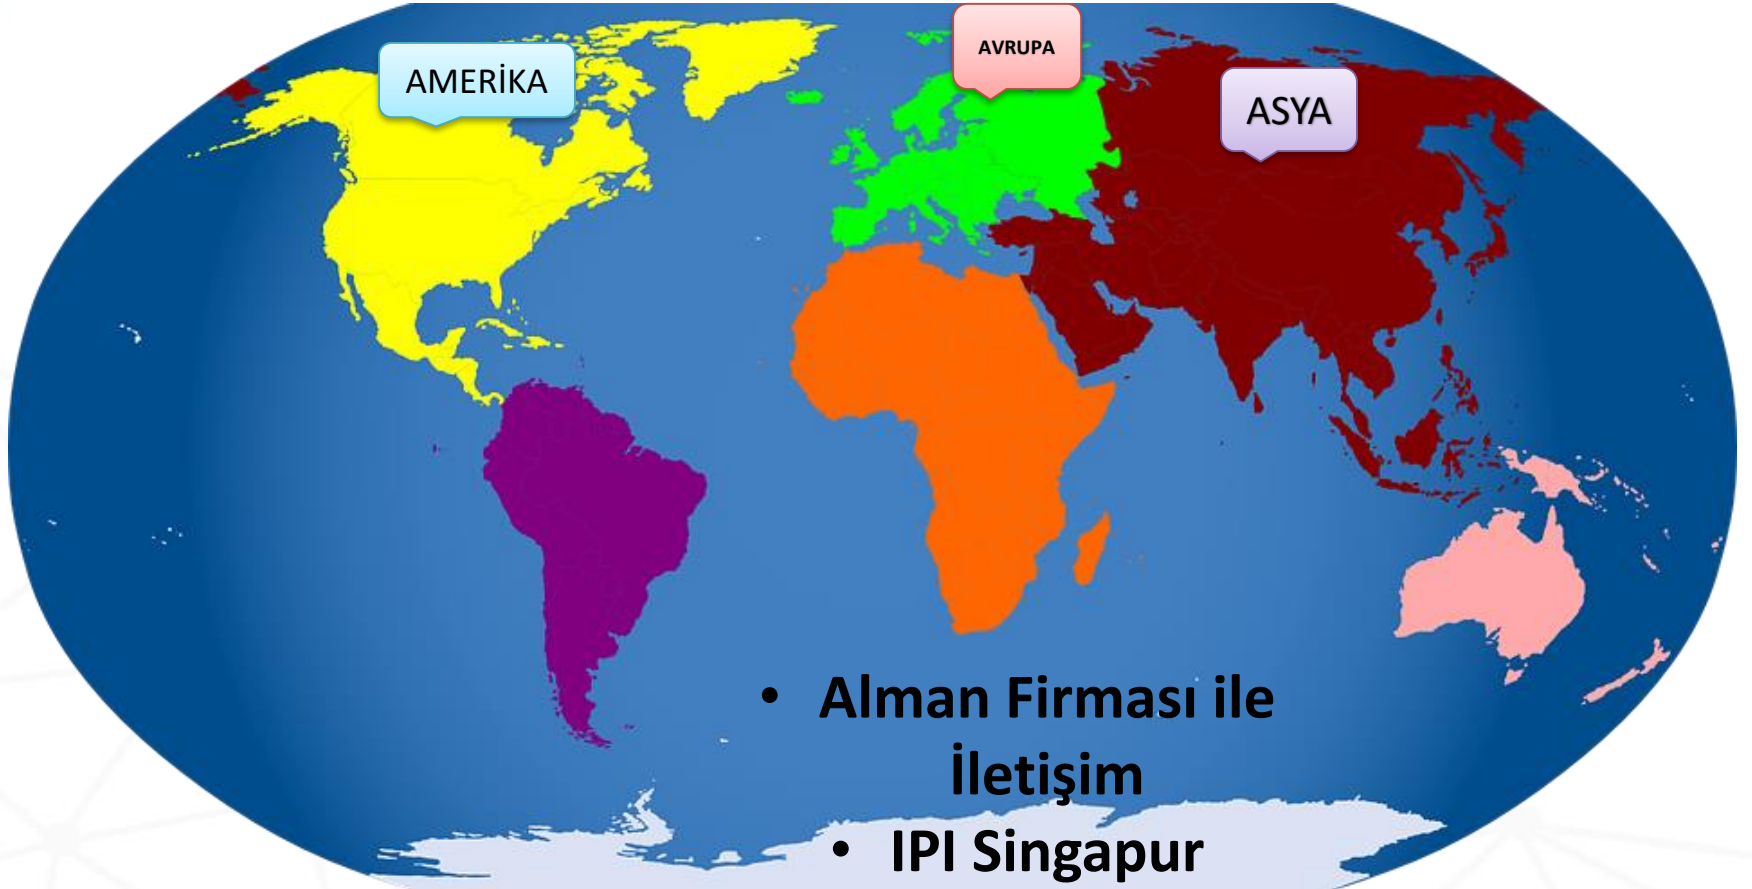 AMERİKA
AVRUPA
ASYA
• Alman Firması ile
İletişim
• IPI Singapur